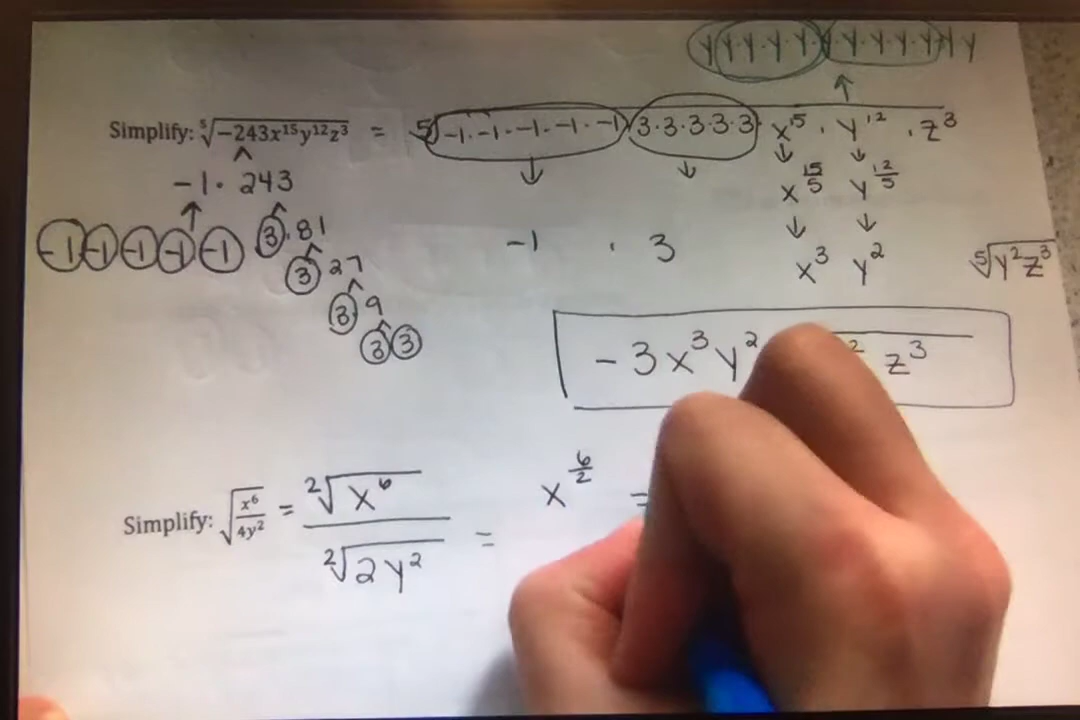 y·y·y·y·y·y·y·y·y·y·y·y
Simplify: ⁵√(-243x¹⁵y¹²z³) = ⁵√(-1·-1·-1·-1·-1 3·3·3·3·3 x¹⁵·y¹²·z³)
-1·243
x^(15/5) y^(12/5)
-1 -1 -1 -1 -1 3·81
-1 · 3 x³ y² ⁵√(y²z³)
3 27
3 9
3 3
-3x³y² ² z³
x^(6/2) =
Simplify: √(x⁶/4y²) = ²√(x⁶) / ²√(2y²) =